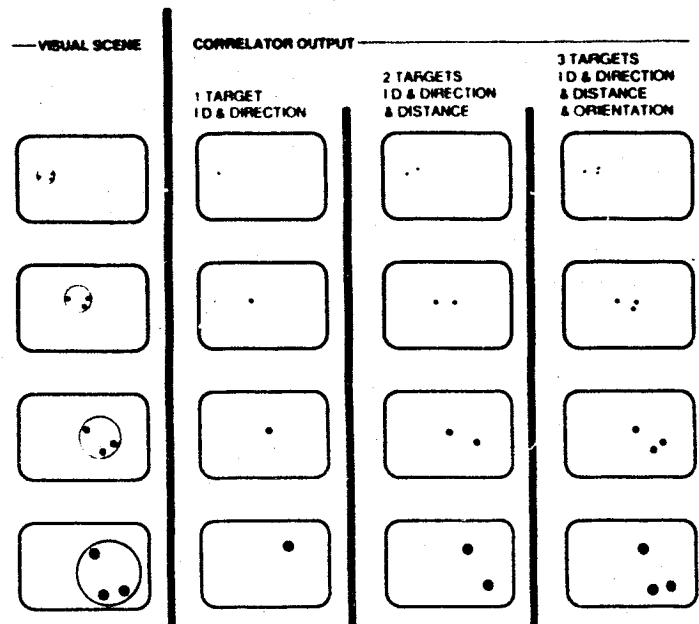 VISUAL SCENE
CORRELATOR OUTPUT
1 TARGET
I D & DIRECTION
2 TARGETS
I D & DIRECTION
& DISTANCE
3 TARGETS
I D & DIRECTION
& DISTANCE
& ORIENTATION